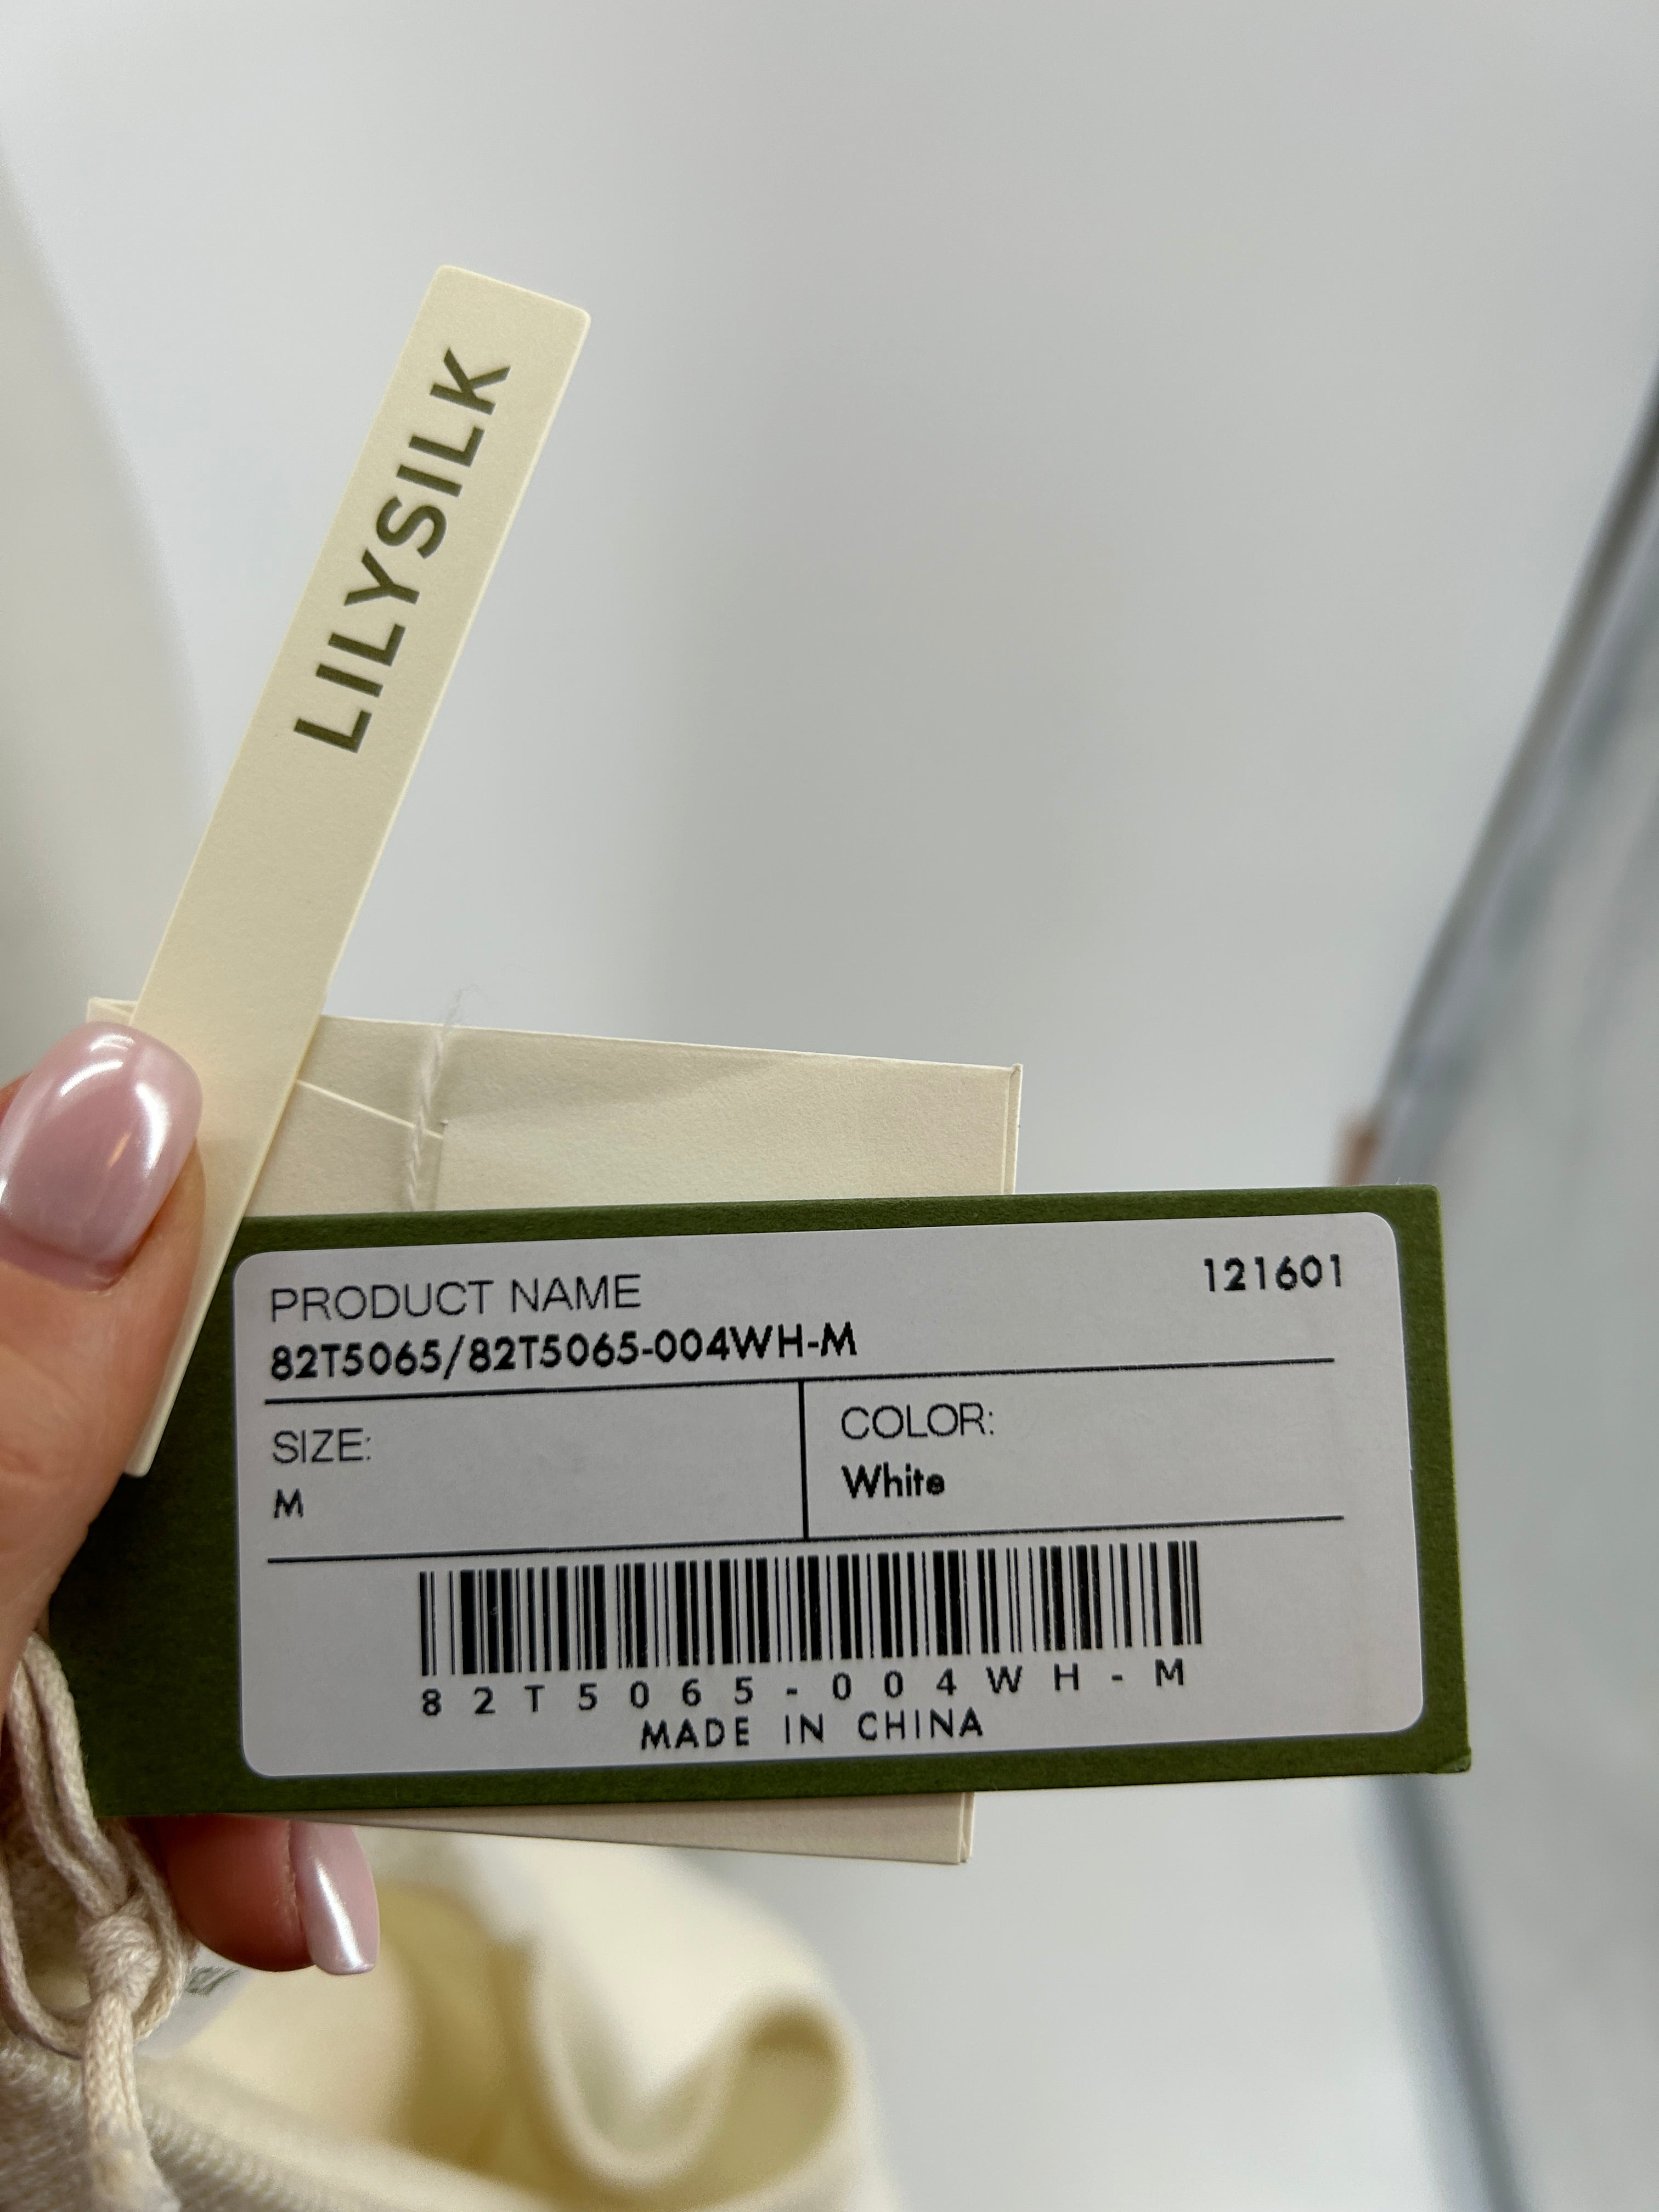 LILYSILK
PRODUCT NAME
121601
82T5065/82T5065-004WH-M
SIZE:
COLOR:
M
White
82T5065-004WH-M
MADE IN CHINA